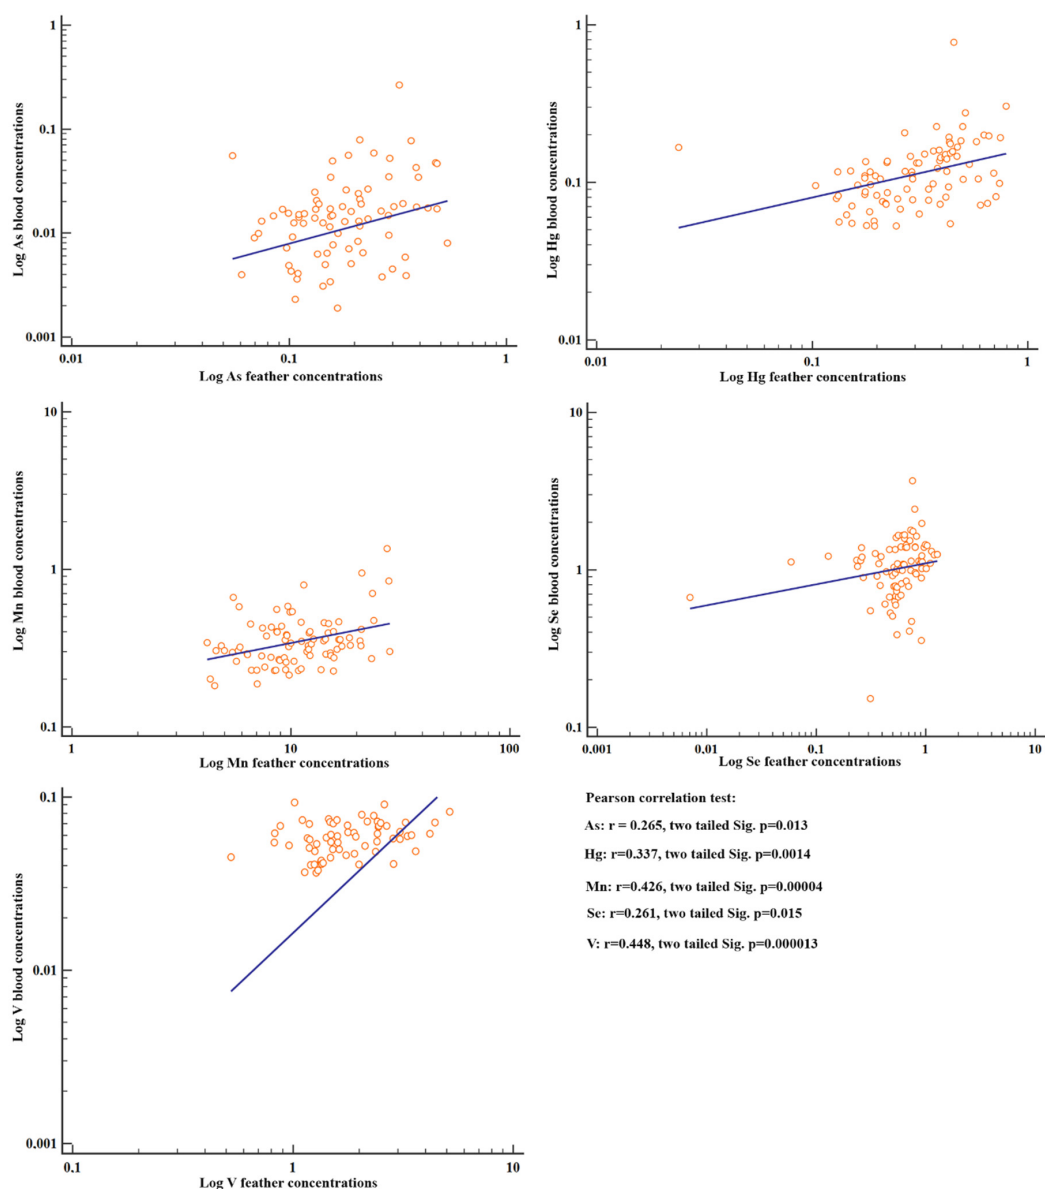 1
0.1
0.01
0.001
Log As blood concentrations
0.01
0.1
1
Log As feather concentrations
1
0.1
0.01
Log Hg blood concentrations
0.01
0.1
1
Log Hg feather concentrations
10
1
0.1
Log Mn blood concentrations
1
10
100
Log Mn feather concentrations
10
1
0.1
Log Se blood concentrations
0.001
0.01
0.1
1
10
Log Se feather concentrations
0.1
0.01
0.001
Log V blood concentrations
0.1
1
10
Log V feather concentrations
Pearson correlation test:
As: r = 0.265, two tailed Sig. p=0.013
Hg: r=0.337, two tailed Sig. p=0.0014
Mn: r=0.426, two tailed Sig. p=0.00004
Se: r=0.261, two tailed Sig. p=0.015
V: r=0.448, two tailed Sig. p=0.000013